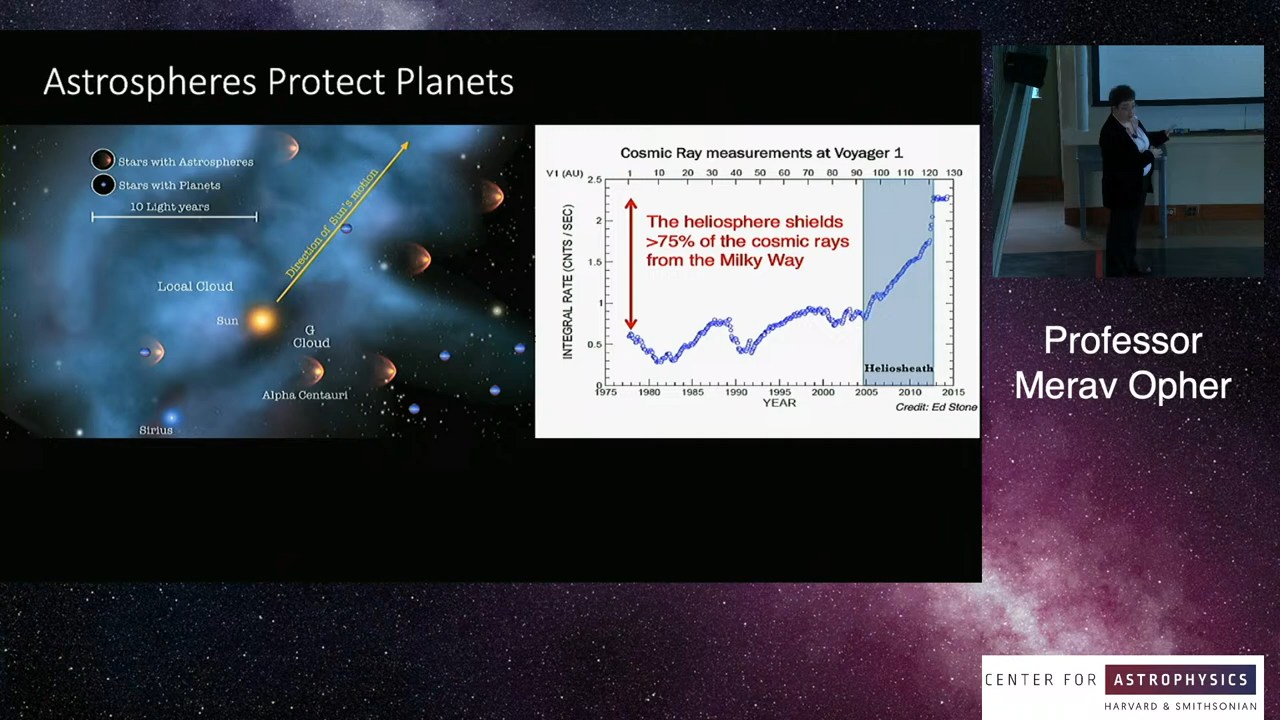 Astrospheres Protect Planets
Stars with Astrospheres
Stars with Planets
10 Light years
Direction of Sun's motion
Local Cloud
Sun
G
Cloud
Alpha Centauri
Sirius
Cosmic Ray measurements at Voyager 1
V1 (AU)
1 10 20 30 40 50 60 70 80 90 100 110 120 130
2.5
2
1.5
1
0.5
0
INTEGRAL RATE (CNTS / SEC)
The heliosphere shields
>75% of the cosmic rays
from the Milky Way
Heliosheath
1975 1980 1985 1990 1995 2000 2005 2010 2015
YEAR
Credit: Ed Stone
Professor
Merav Opher
CENTER FOR ASTROPHYSICS
HARVARD & SMITHSONIAN